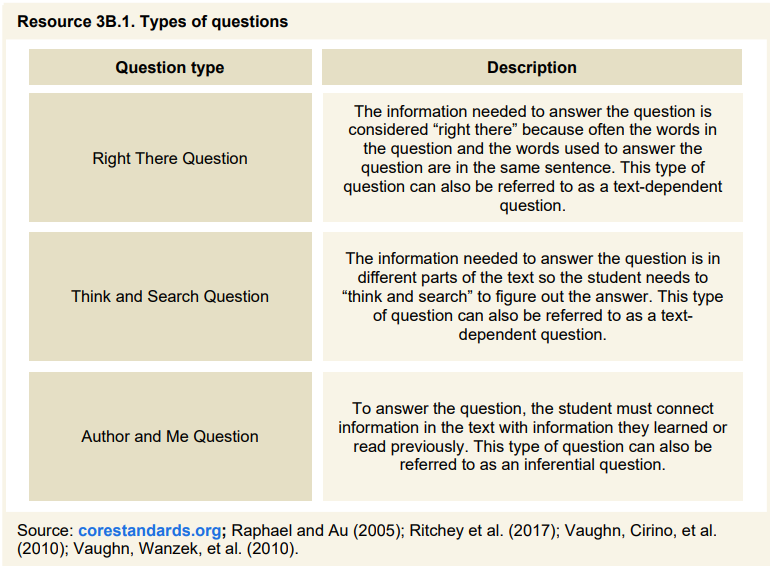 Resource 3B.1. Types of questions
Question type
Description
Right There Question
The information needed to answer the question is
considered “right there” because often the words in
the question and the words used to answer the
question are in the same sentence. This type of
question can also be referred to as a text-dependent
question.
Think and Search Question
The information needed to answer the question is in
different parts of the text so the student needs to
“think and search” to figure out the answer. This type
of question can also be referred to as a text-
dependent question.
Author and Me Question
To answer the question, the student must connect
information in the text with information they learned or
read previously. This type of question can also be
referred to as an inferential question.
Source: corestandards.org; Raphael and Au (2005); Ritchey et al. (2017); Vaughn, Cirino, et al.
(2010); Vaughn, Wanzek, et al. (2010).